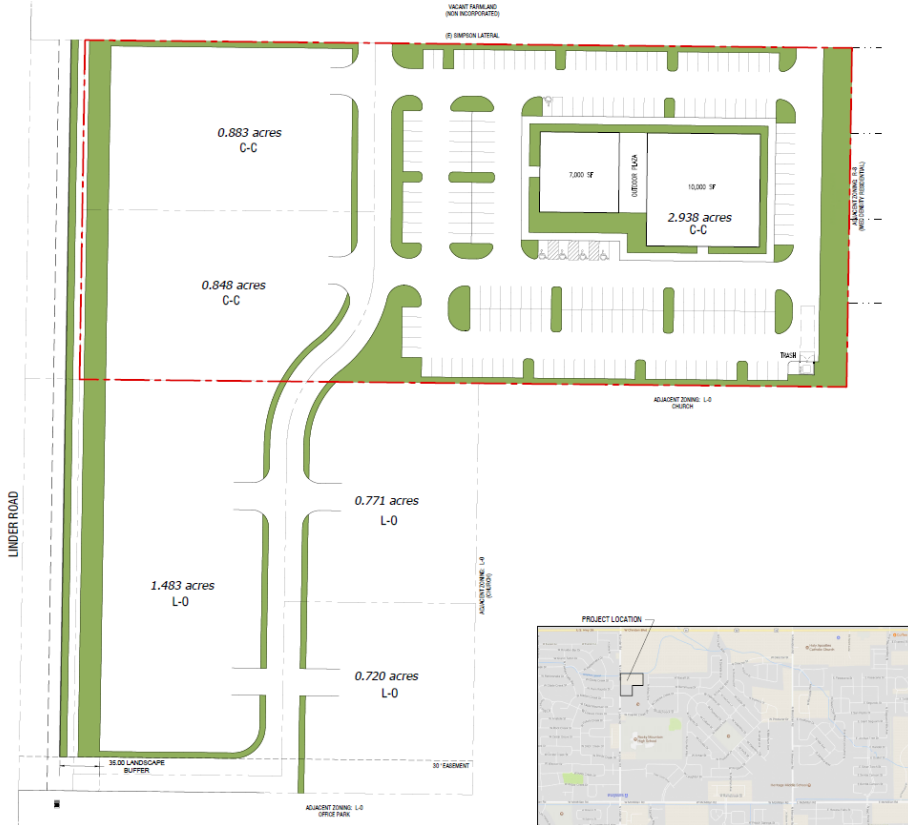 VACANT FARMLAND
(NON INCORPORATED)
(E) SIMPSON LATERAL
0.883 acres
C-C
7,000 SF
OUTDOOR PLAZA
10,000 SF
2.938 acres
C-C
ADJACENT ZONING: R-8
(MED DENSITY RESIDENTIAL)
0.848 acres
C-C
TRASH
ADJACENT ZONING: L-O
CHURCH
LINDER ROAD
0.771 acres
L-O
ADJACENT ZONING: L-O
(CHURCH)
1.483 acres
L-O
0.720 acres
L-O
PROJECT LOCATION
35.00 LANDSCAPE
BUFFER
30' EASEMENT
ADJACENT ZONING: L-O
OFFICE PARK